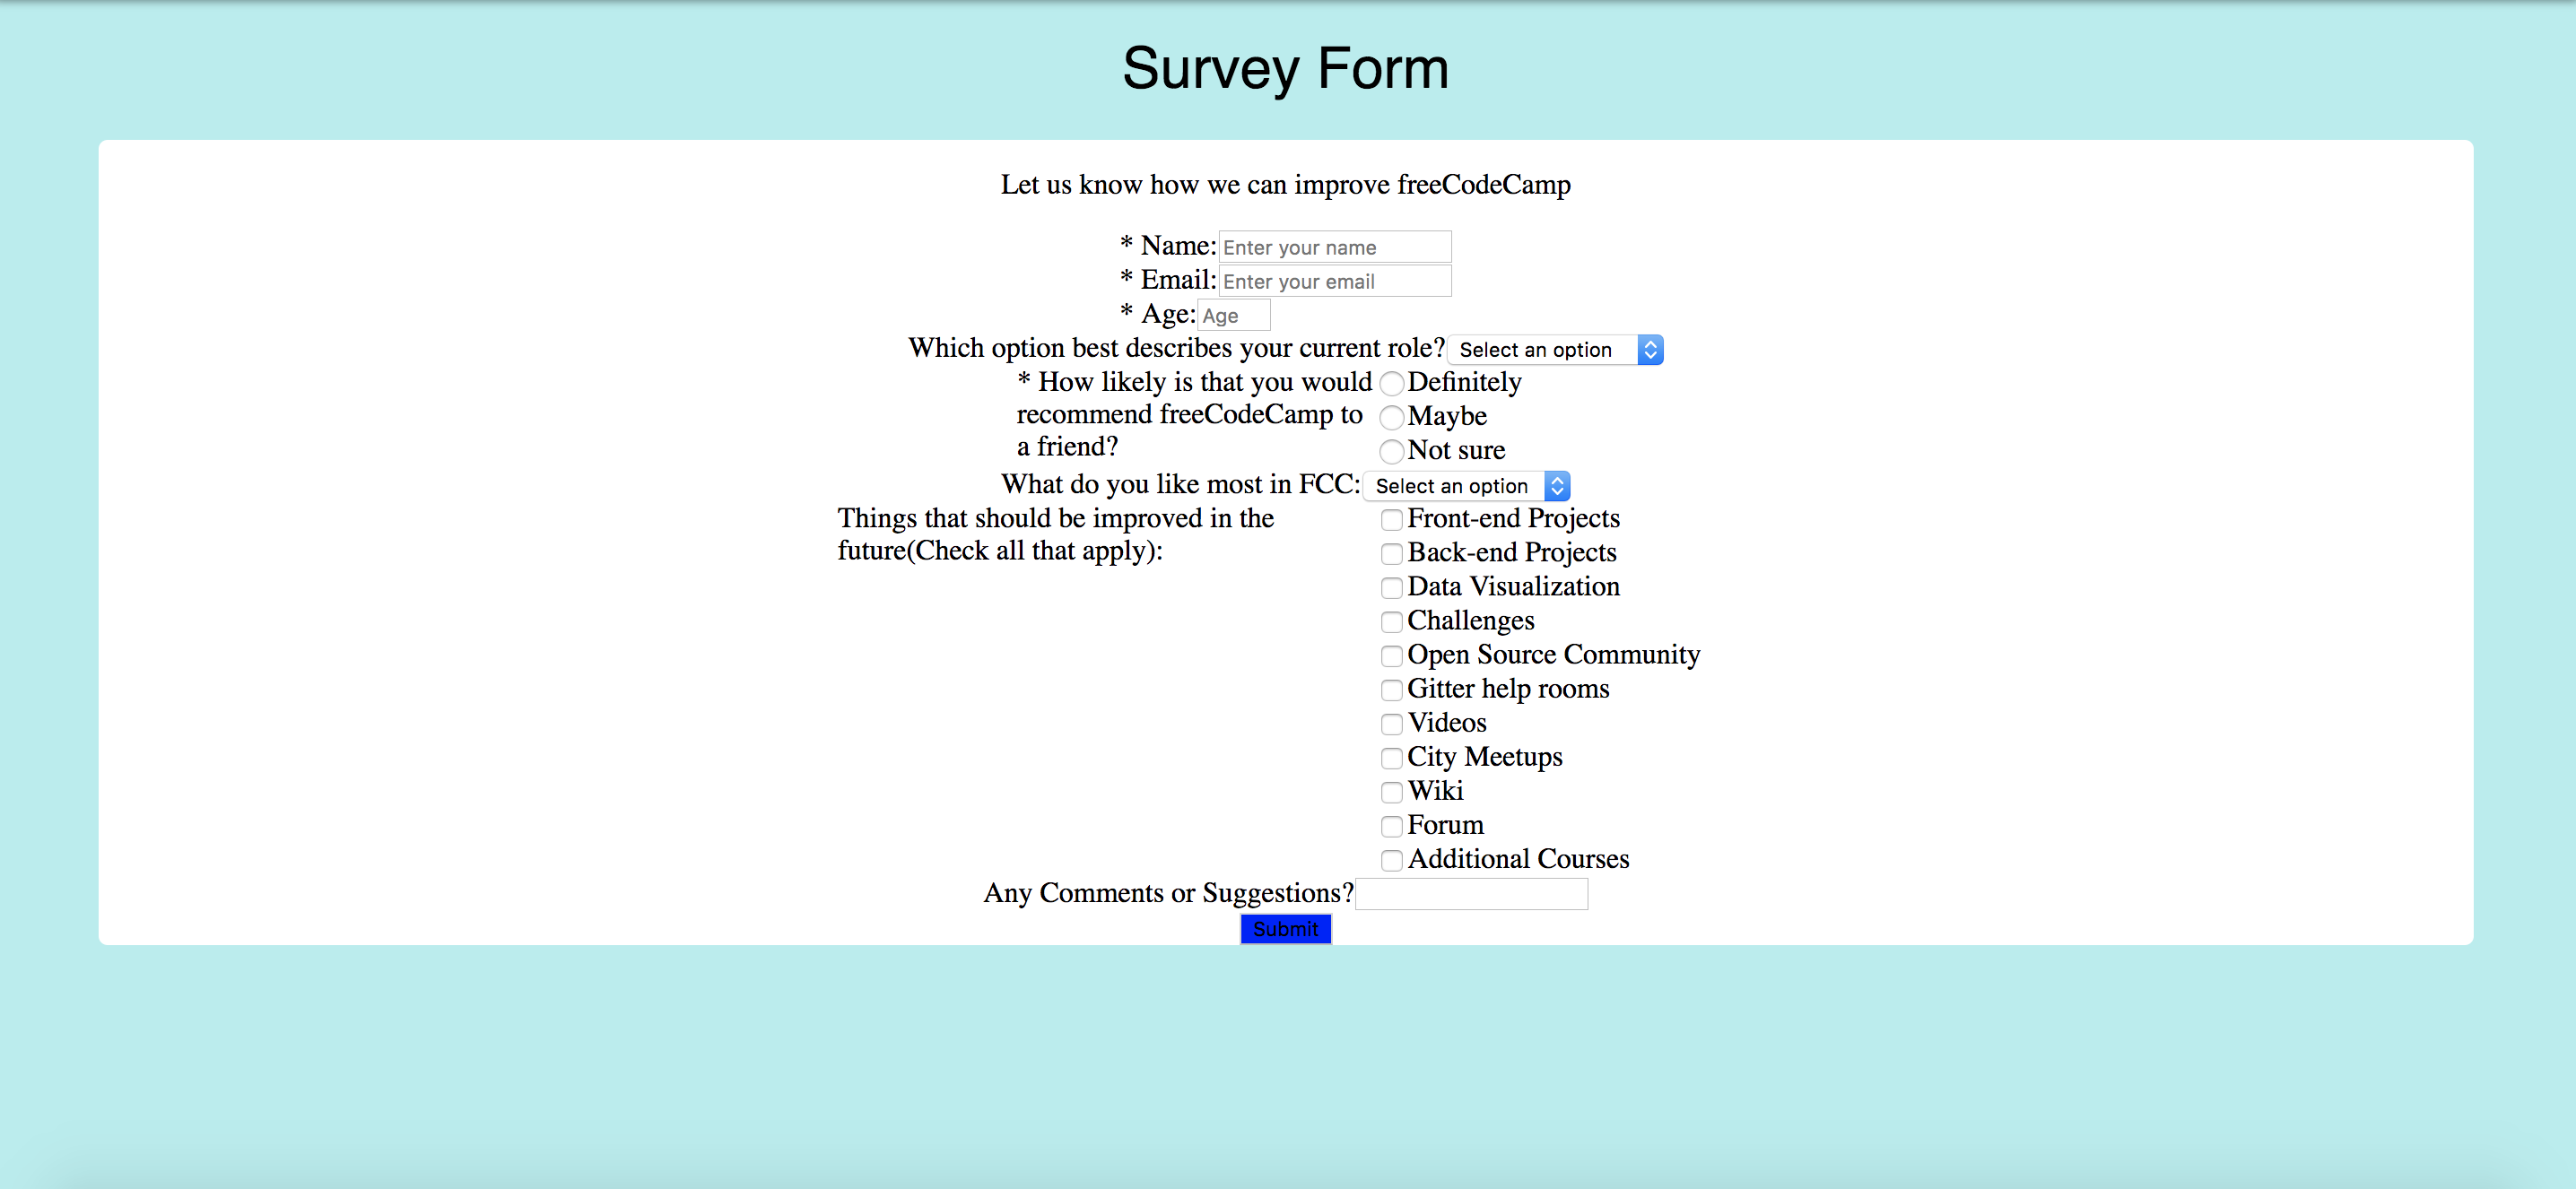 Survey Form
Let us know how we can improve freeCodeCamp
* Name: Enter your name
* Email: Enter your email
* Age: Age
Which option best describes your current role? Select an option
* How likely is that you would
recommend freeCodeCamp to
a friend?
Definitely
Maybe
Not sure
What do you like most in FCC: Select an option
Things that should be improved in the
future(Check all that apply):
Front-end Projects
Back-end Projects
Data Visualization
Challenges
Open Source Community
Gitter help rooms
Videos
City Meetups
Wiki
Forum
Additional Courses
Any Comments or Suggestions?
Submit